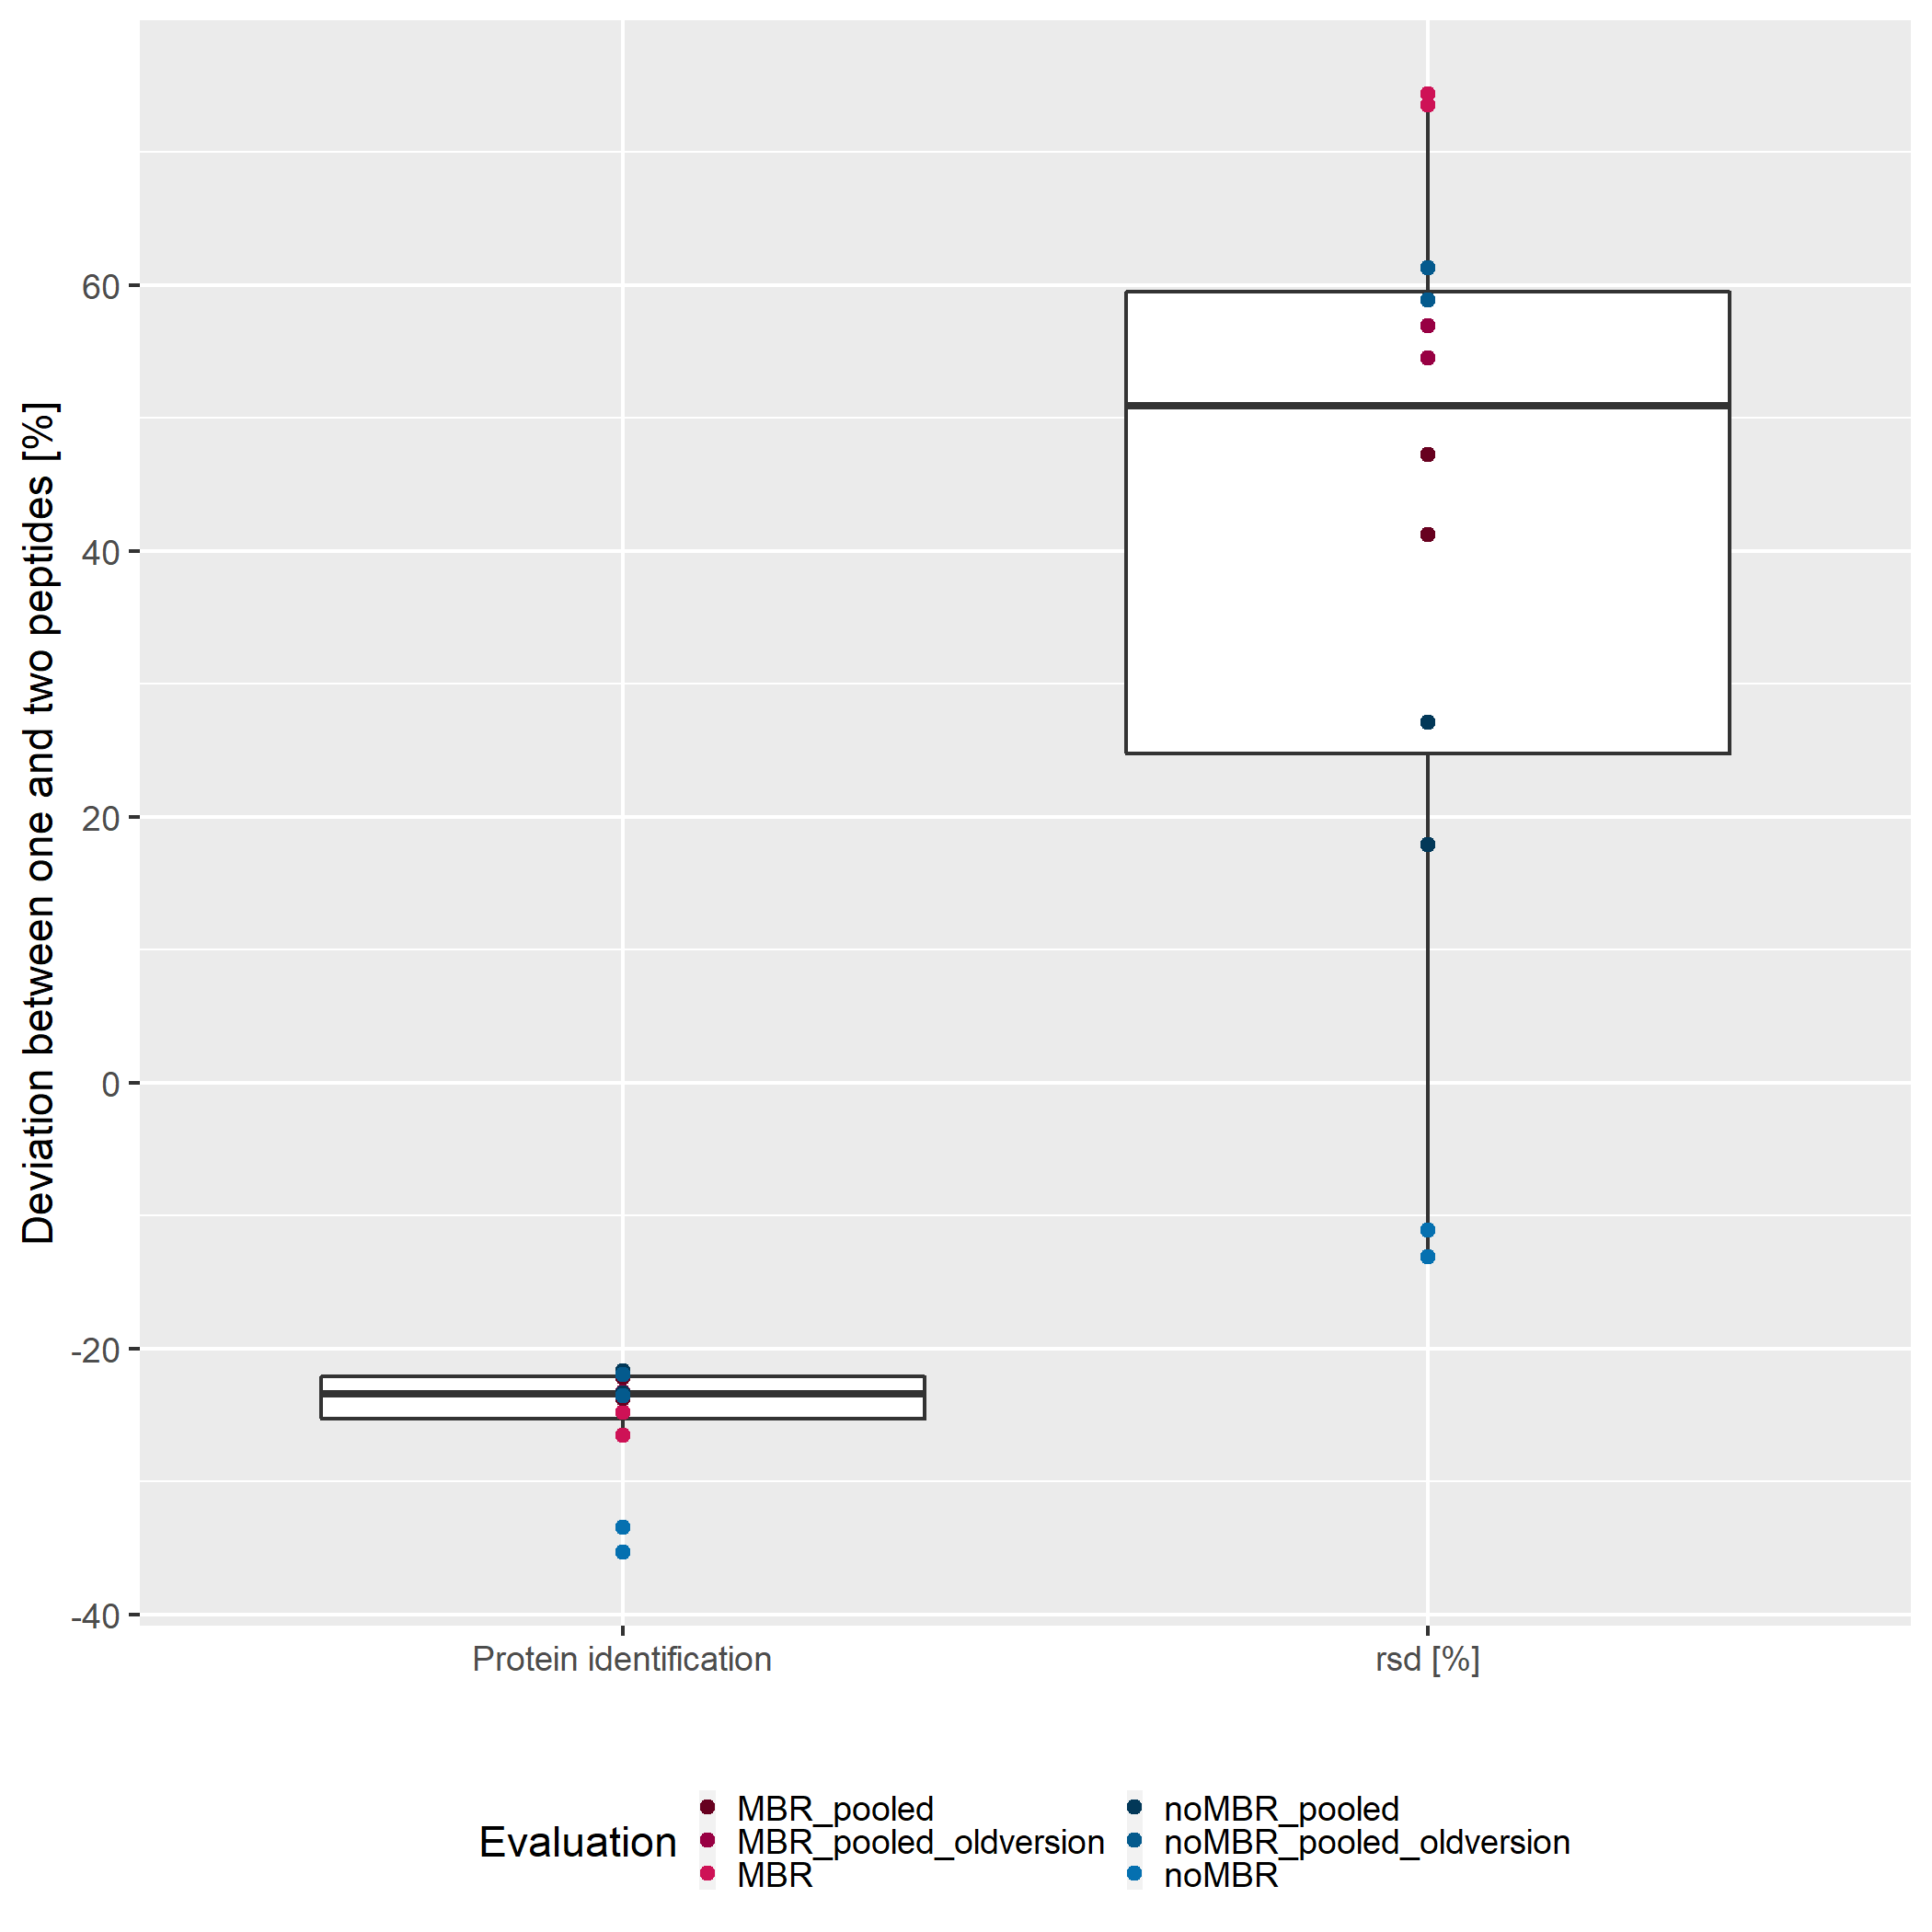 Deviation between one and two peptides [%]
60
40
20
0
-20
-40
Protein identification
rsd [%]
Evaluation
MBR_pooled
MBR_pooled_oldversion
MBR
noMBR_pooled
noMBR_pooled_oldversion
noMBR